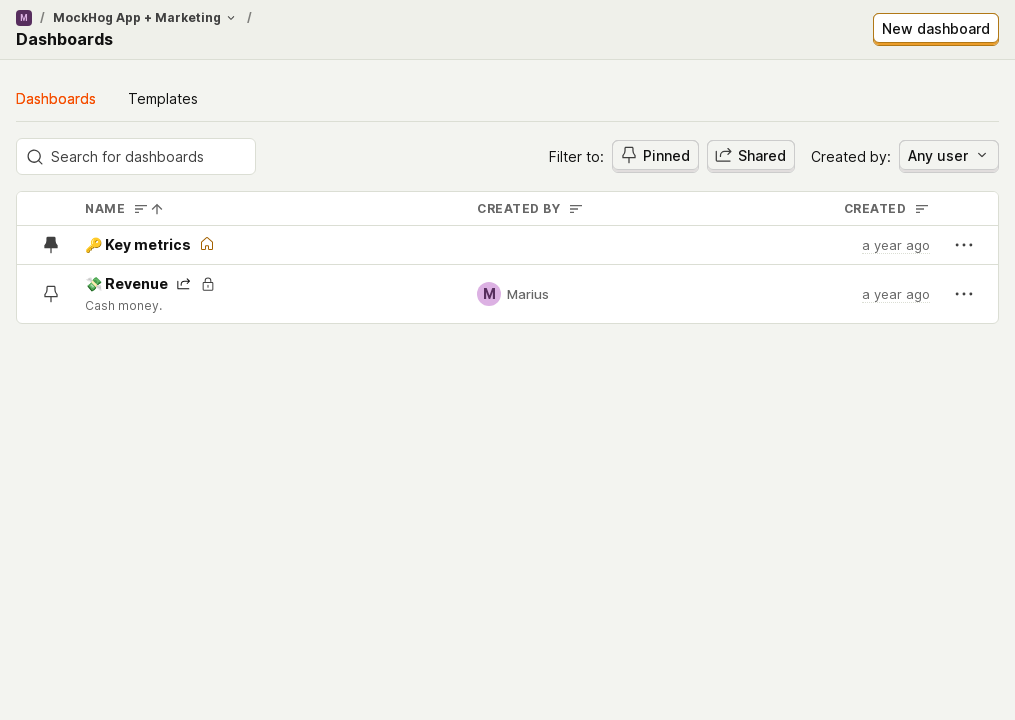 M / MockHog App + Marketing /
Dashboards
New dashboard
Dashboards Templates
Search for dashboards
Filter to: Pinned Shared Created by: Any user
NAME CREATED BY CREATED
🔑 Key metrics a year ago
💸 Revenue
Cash money.
M Marius a year ago